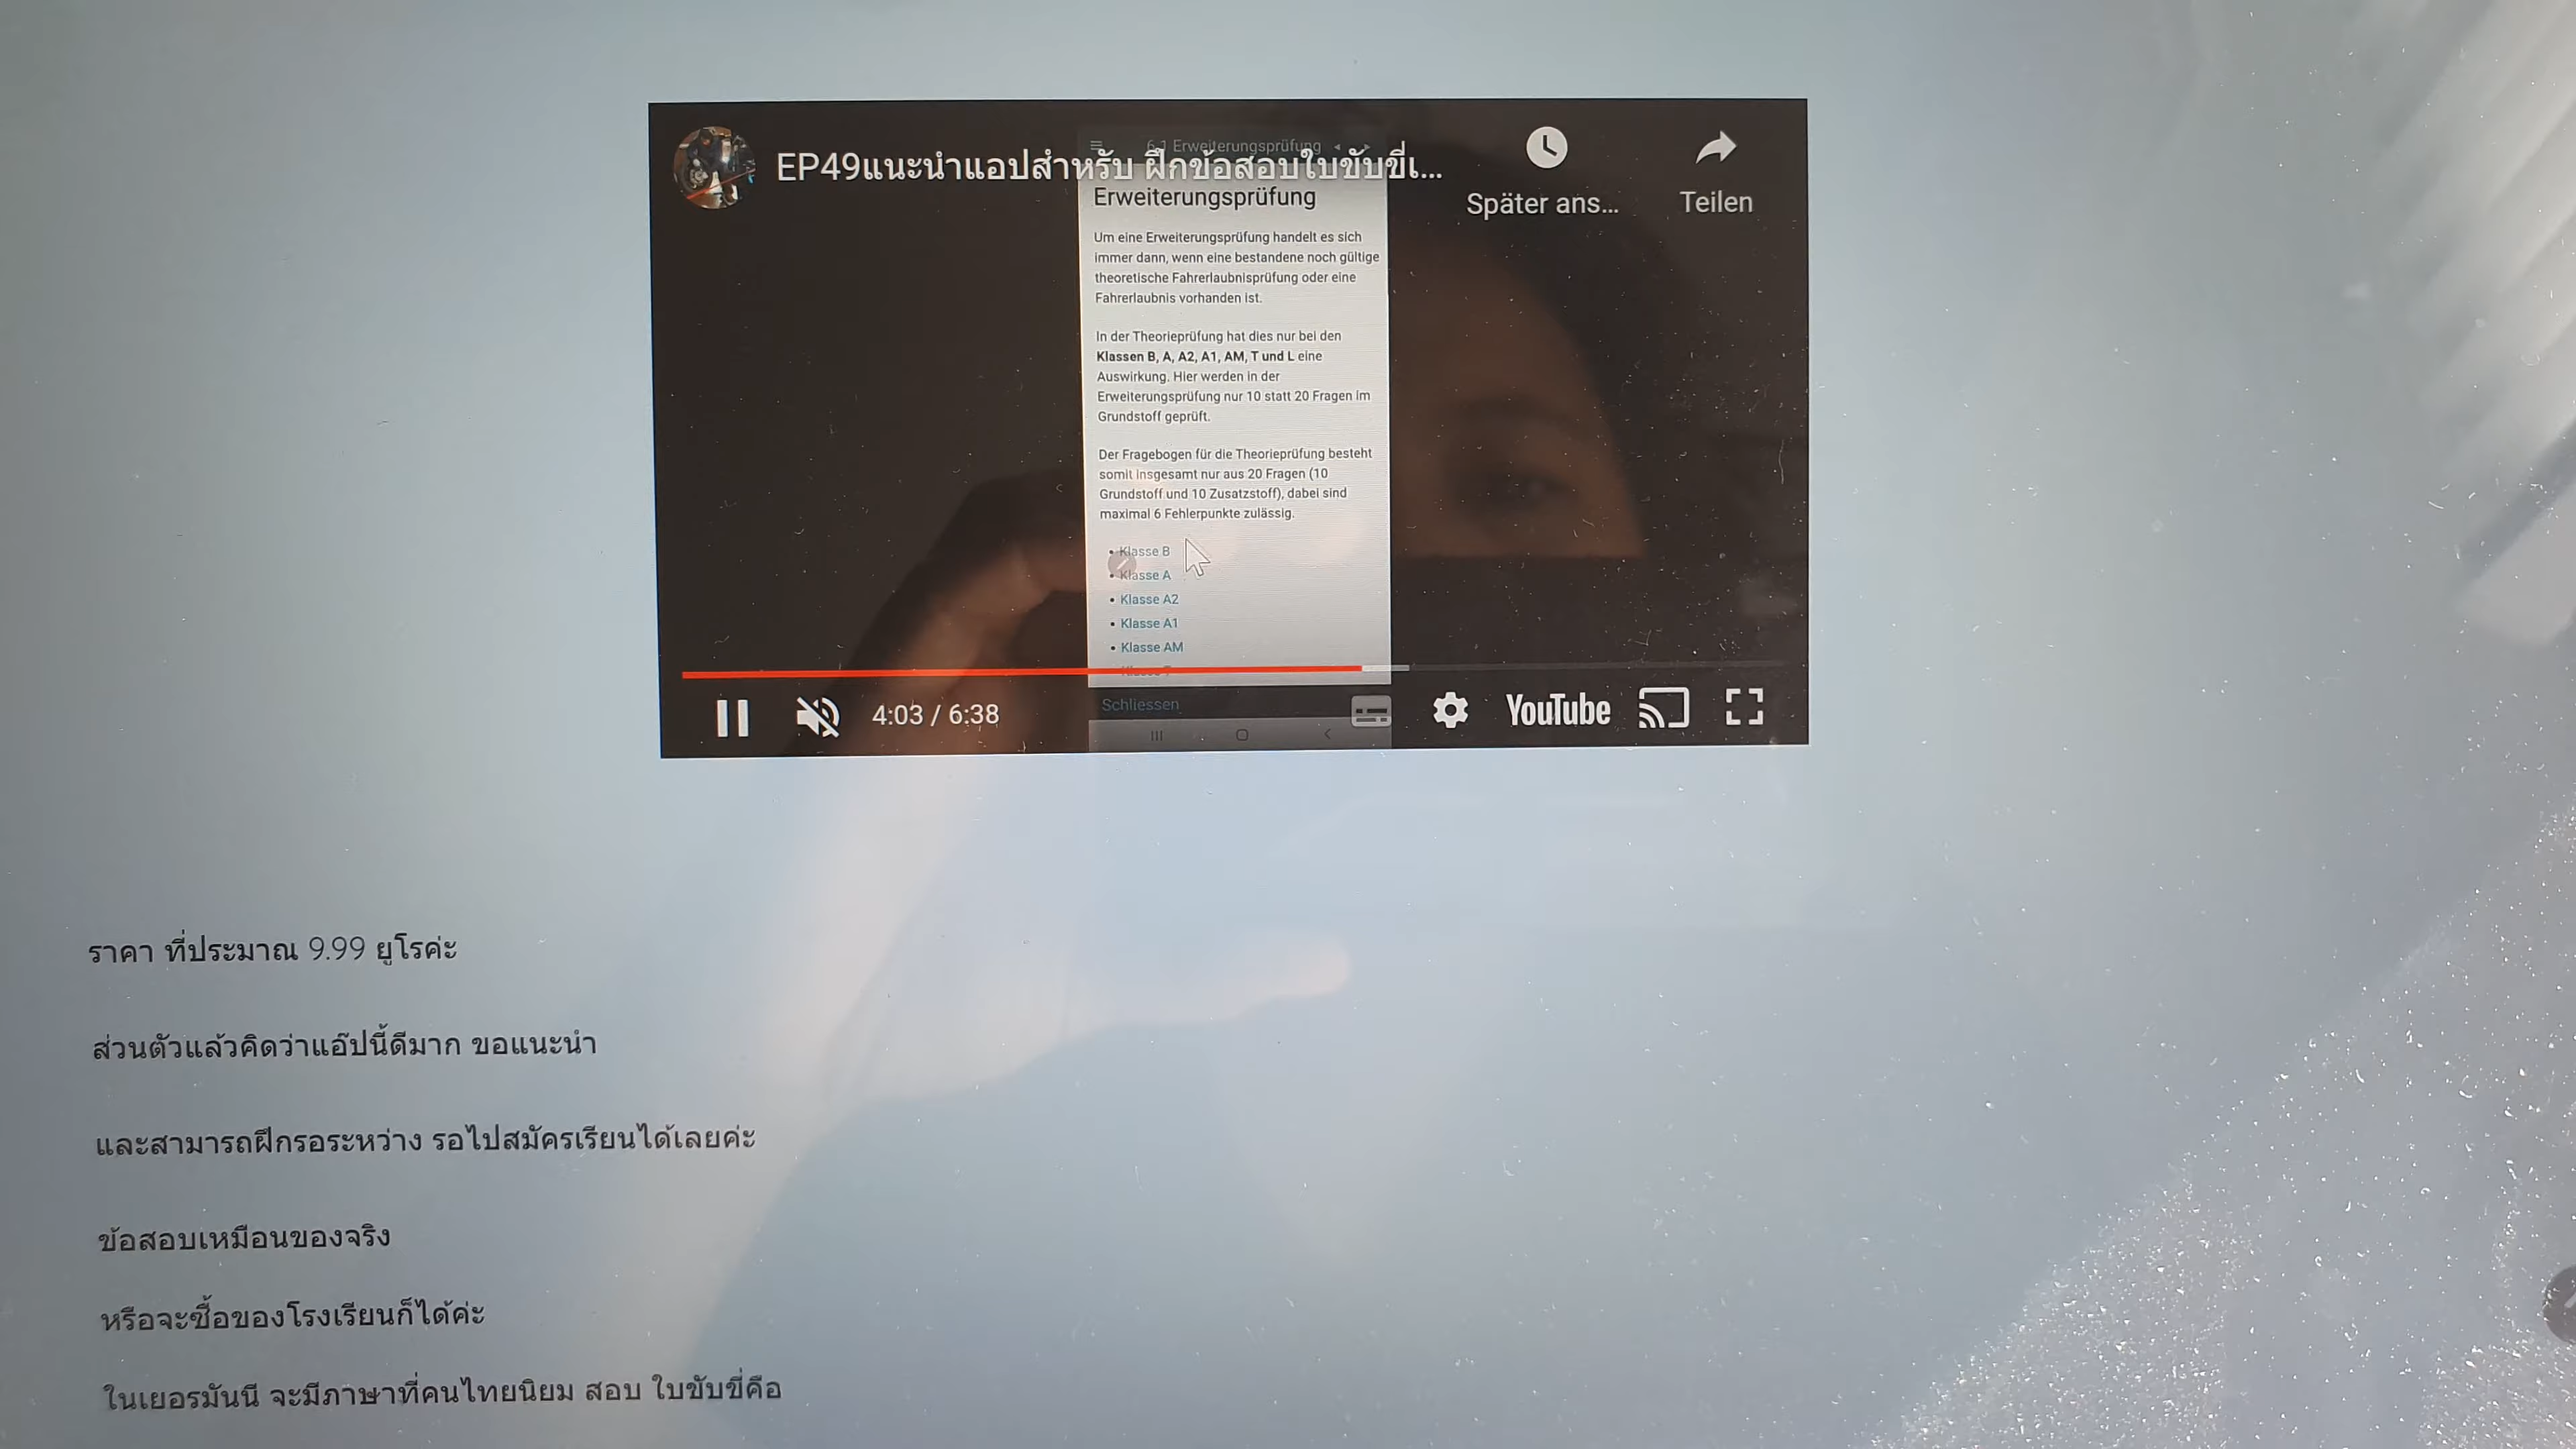 6.1 Erweiterungsprüfung
EP49แนะนำแอปสำหรับ ฝึกข้อสอบใบขับขี่เ...
Später ans...
Teilen
Erweiterungsprüfung
Um eine Erweiterungsprüfung handelt es sich
immer dann, wenn eine bestandene noch gültige
theoretische Fahrerlaubnisprüfung oder eine
Fahrerlaubnis vorhanden ist.
In der Theorieprüfung hat dies nur bei den
Klassen B, A, A2, A1, AM, T und L eine
Auswirkung. Hier werden in der
Erweiterungsprüfung nur 10 statt 20 Fragen im
Grundstoff geprüft.
Der Fragebogen für die Theorieprüfung besteht
somit insgesamt nur aus 20 Fragen (10
Grundstoff und 10 Zusatzstoff), dabei sind
maximal 6 Fehlerpunkte zulässig.
• Klasse B
• Klasse A
• Klasse A2
• Klasse A1
• Klasse AM
Schliessen
4:03 / 6:38
YouTube
ราคา ที่ประมาณ 9.99 ยูโรค่ะ
ส่วนตัวแล้วคิดว่าแอ๊ปนี้ดีมาก ขอแนะนำ
และสามารถฝึกรอระหว่าง รอไปสมัครเรียนได้เลยค่ะ
ข้อสอบเหมือนของจริง
หรือจะซื้อของโรงเรียนก็ได้ค่ะ
ในเยอรมันนี จะมีภาษาที่คนไทยนิยม สอบ ใบขับขี่คือ